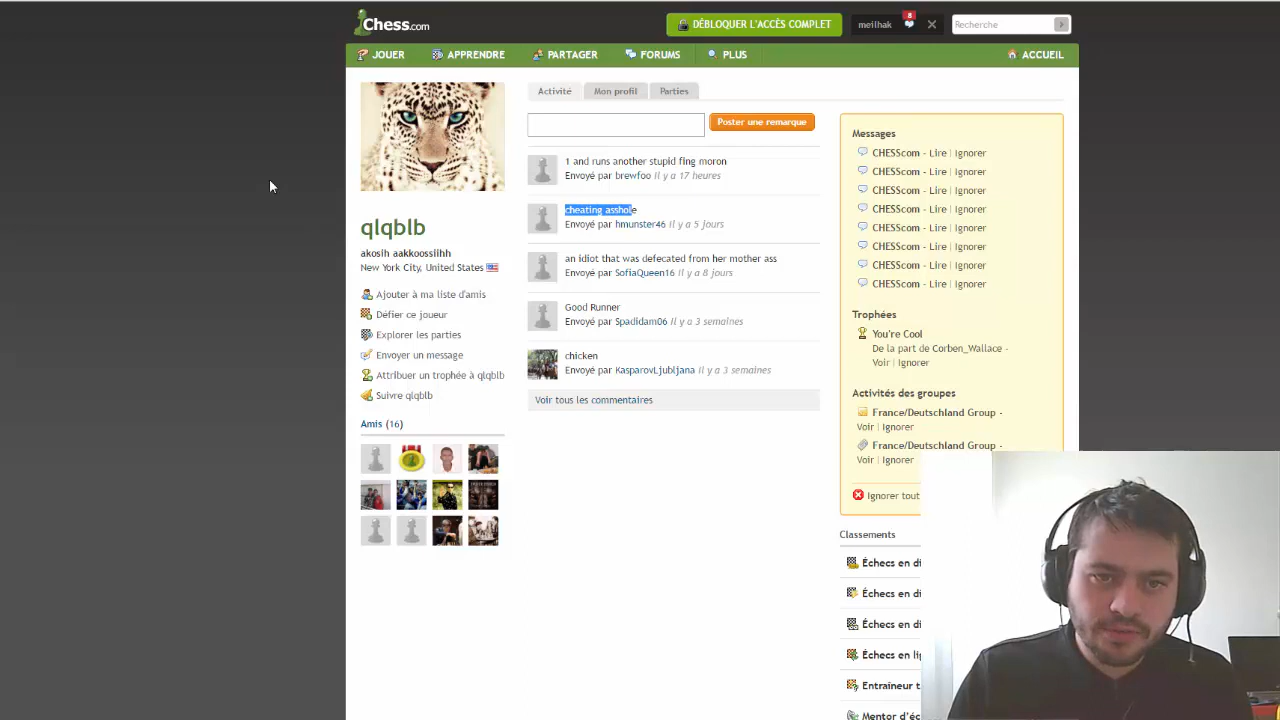 Chess.com
DÉBLOQUER L'ACCÈS COMPLET
meilhak
8
Recherche
JOUER
APPRENDRE
PARTAGER
FORUMS
PLUS
ACCUEIL
Activité
Mon profil
Parties
Poster une remarque
1 and runs another stupid fing moron
Envoyé par brewfoo il y a 17 heures
cheating asshole
Envoyé par hmunster46 il y a 5 jours
an idiot that was defecated from her mother ass
Envoyé par SofiaQueen16 il y a 8 jours
Good Runner
Envoyé par Spadidam06 il y a 3 semaines
chicken
Envoyé par KasparovLjubljana il y a 3 semaines
Voir tous les commentaires
qlqblb
akosih aakkoossiihh
New York City, United States
Ajouter à ma liste d'amis
Défier ce joueur
Explorer les parties
Envoyer un message
Attribuer un trophée à qlqblb
Suivre qlqblb
Amis (16)
Messages
CHESScom - Lire | Ignorer
CHESScom - Lire | Ignorer
CHESScom - Lire | Ignorer
CHESScom - Lire | Ignorer
CHESScom - Lire | Ignorer
CHESScom - Lire | Ignorer
CHESScom - Lire | Ignorer
CHESScom - Lire | Ignorer
Trophées
You're Cool
De la part de Corben_Wallace -
Voir | Ignorer
Activités des groupes
France/Deutschland Group -
Voir | Ignorer
France/Deutschland Group -
Voir | Ignorer
Ignorer tout
Classements
Échecs en di
Échecs en di
Échecs en di
Échecs en lig
Entraîneur t
Mentor d'éc